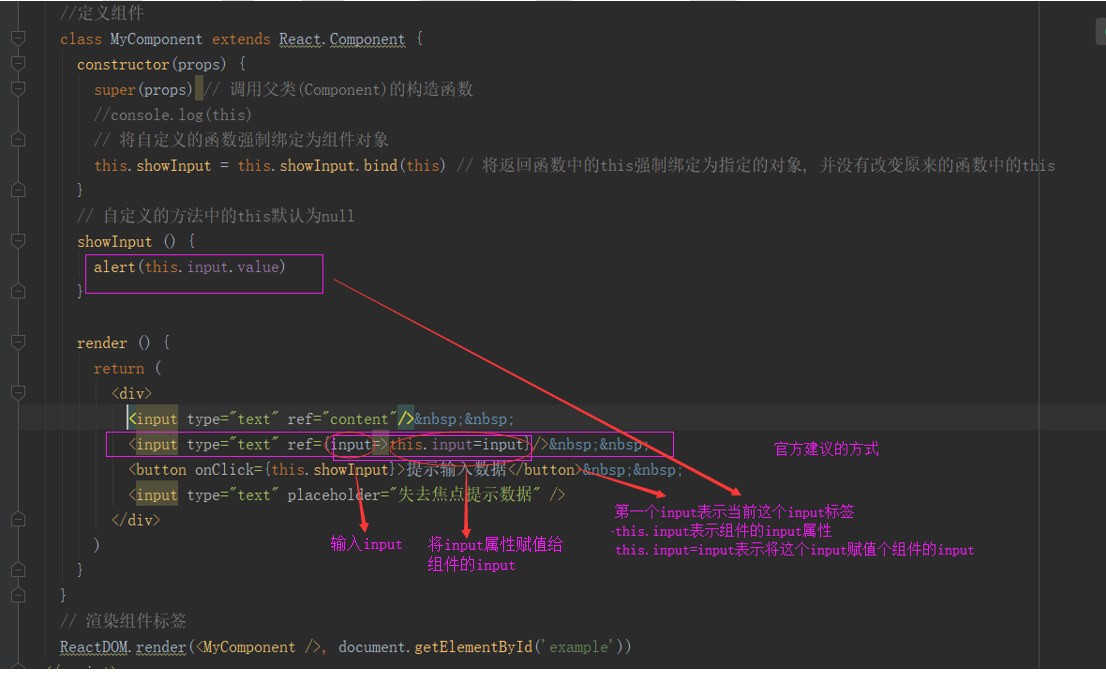 //定义组件
class MyComponent extends React.Component {
constructor(props) {
super(props) // 调用父类(Component)的构造函数
//console.log(this)
// 将自定义的函数强制绑定为组件对象
this.showInput = this.showInput.bind(this) // 将返回函数中的this强制绑定为指定的对象, 并没有改变原来的函数中的this
}
// 自定义的方法中的this默认为null
showInput () {
alert(this.input.value)
}
render () {
return (
<div>
<input type="text" ref="content"/>&nbsp;&nbsp;
<input type="text" ref={input=>this.input=input}/>&nbsp;&nbsp;
官方建议的方式
<button onClick={this.showInput}>提示输入数据</button>&nbsp;&nbsp;
<input type="text" placeholder="失去焦点提示数据" />
</div>
第一个input表示当前这个input标签
-this.input表示组件的input属性
this.input=input表示将这个input赋值个组件的input
输入input
将input属性赋值给
组件的input
)
}
}
// 渲染组件标签
ReactDOM.render(<MyComponent />, document.getElementById('example'))